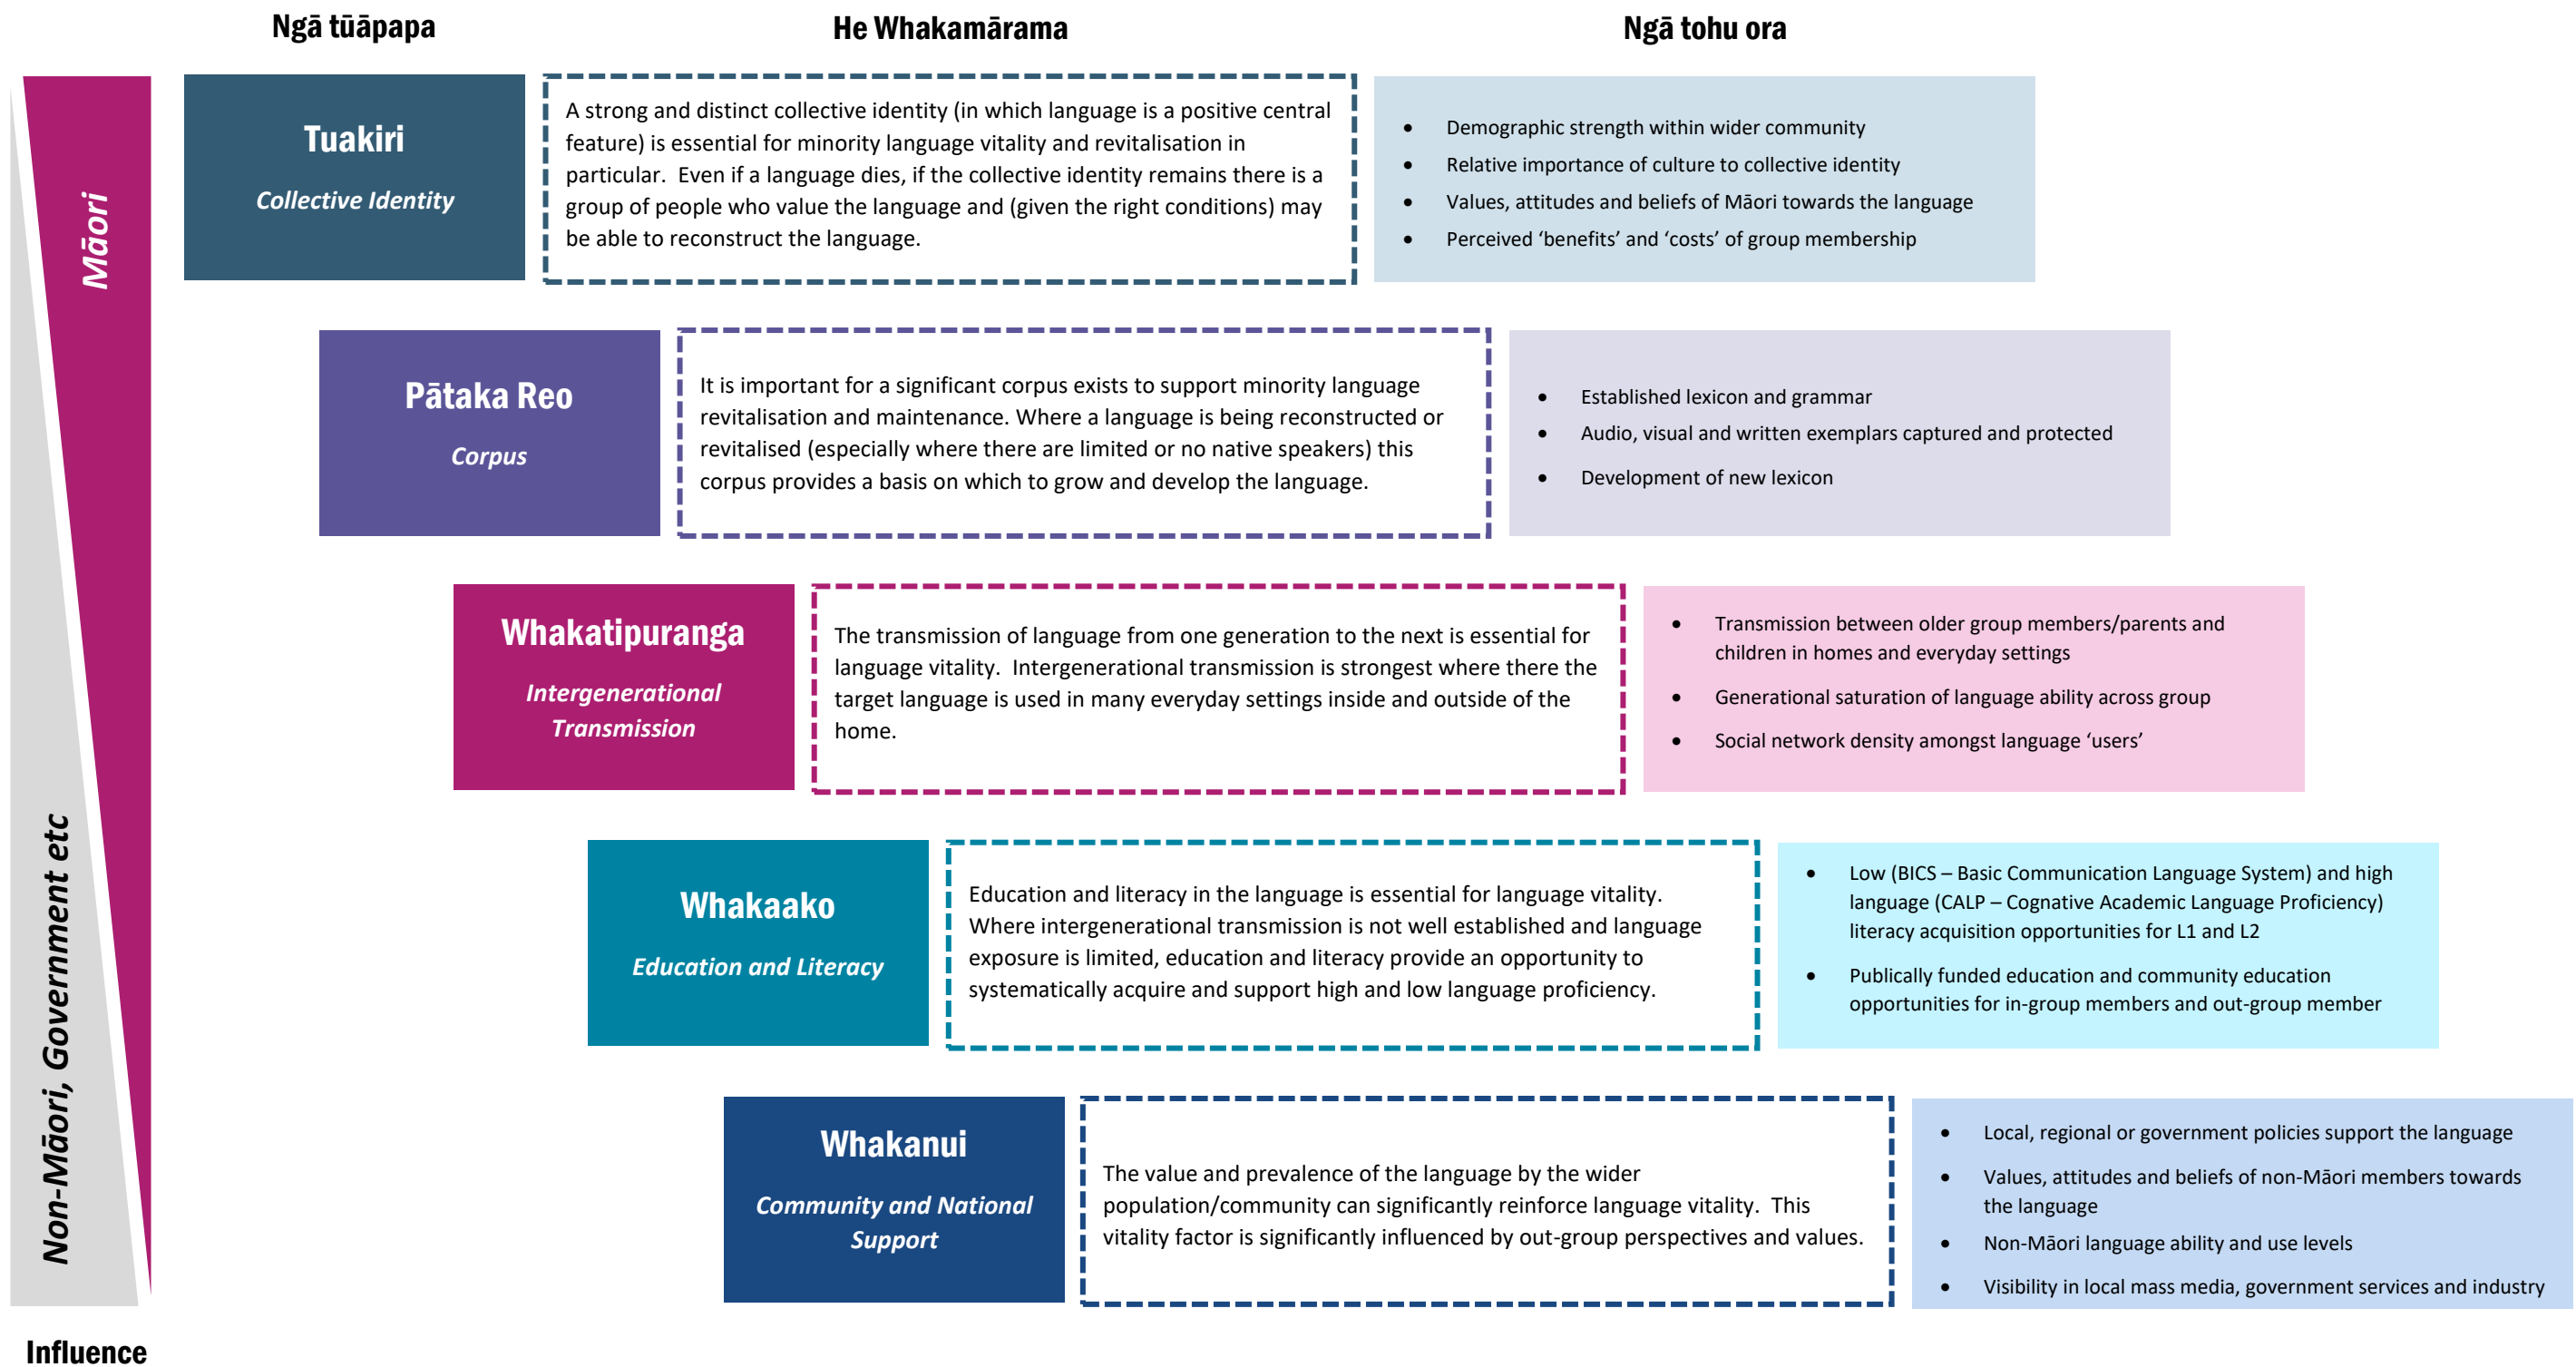 Ngā tūāpapa
He Whakamārama
Ngā tohu ora
Māori
Non-Māori, Government etc
Influence
Tuakiri
Collective Identity
A strong and distinct collective identity (in which language is a positive central
feature) is essential for minority language vitality and revitalisation in
particular.  Even if a language dies, if the collective identity remains there is a
group of people who value the language and (given the right conditions) may
be able to reconstruct the language.
• Demographic strength within wider community
• Relative importance of culture to collective identity
• Values, attitudes and beliefs of Māori towards the language
• Perceived ‘benefits’ and ‘costs’ of group membership
Pātaka Reo
Corpus
It is important for a significant corpus exists to support minority language
revitalisation and maintenance. Where a language is being reconstructed or
revitalised (especially where there are limited or no native speakers) this
corpus provides a basis on which to grow and develop the language.
• Established lexicon and grammar
• Audio, visual and written exemplars captured and protected
• Development of new lexicon
Whakatipuranga
Intergenerational
Transmission
The transmission of language from one generation to the next is essential for
language vitality.  Intergenerational transmission is strongest where there the
target language is used in many everyday settings inside and outside of the
home.
• Transmission between older group members/parents and
children in homes and everyday settings
• Generational saturation of language ability across group
• Social network density amongst language ‘users’
Whakaako
Education and Literacy
Education and literacy in the language is essential for language vitality.
Where intergenerational transmission is not well established and language
exposure is limited, education and literacy provide an opportunity to
systematically acquire and support high and low language proficiency.
• Low (BICS – Basic Communication Language System) and high
language (CALP – Cognative Academic Language Proficiency)
literacy acquisition opportunities for L1 and L2
• Publically funded education and community education
opportunities for in-group members and out-group member
Whakanui
Community and National
Support
The value and prevalence of the language by the wider
population/community can significantly reinforce language vitality.  This
vitality factor is significantly influenced by out-group perspectives and values.
• Local, regional or government policies support the language
• Values, attitudes and beliefs of non-Māori members towards
the language
• Non-Māori language ability and use levels
• Visibility in local mass media, government services and industry